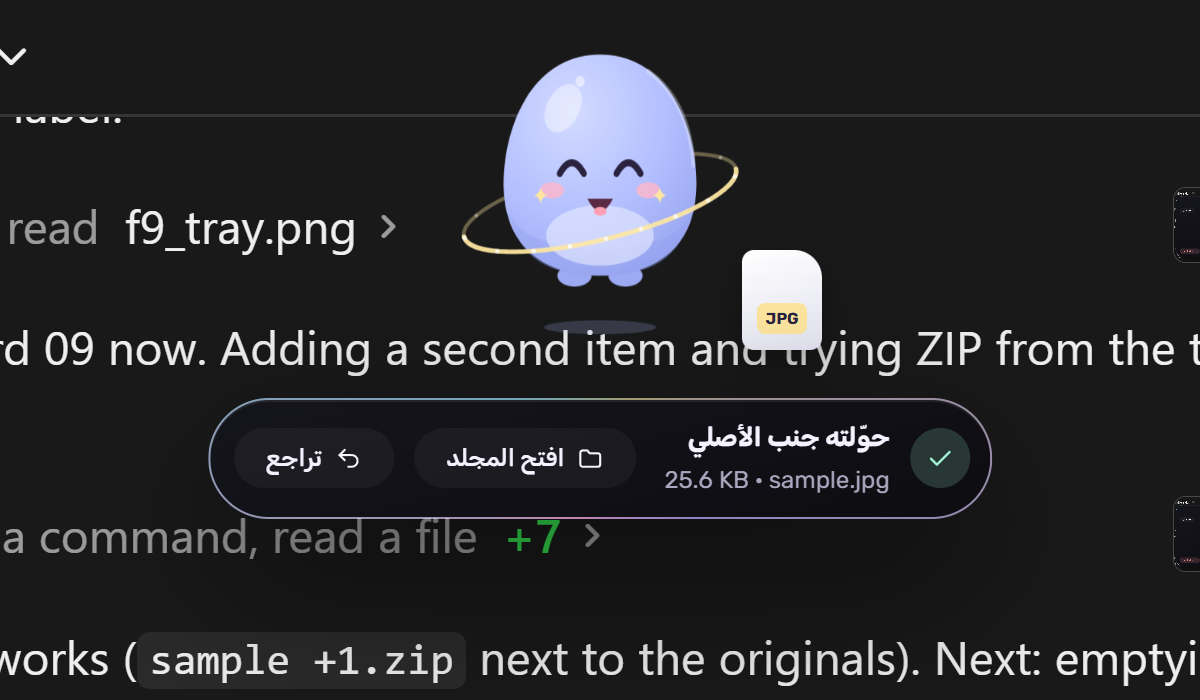 label.
read f9_tray.png
JPG
rd 09 now. Adding a second item and trying ZIP from the t
حوّلته جنب الأصلي
25.6 KB • sample.jpg
افتح المجلد
تراجع
a command, read a file +7
works (sample +1.zip next to the originals). Next: emptyi